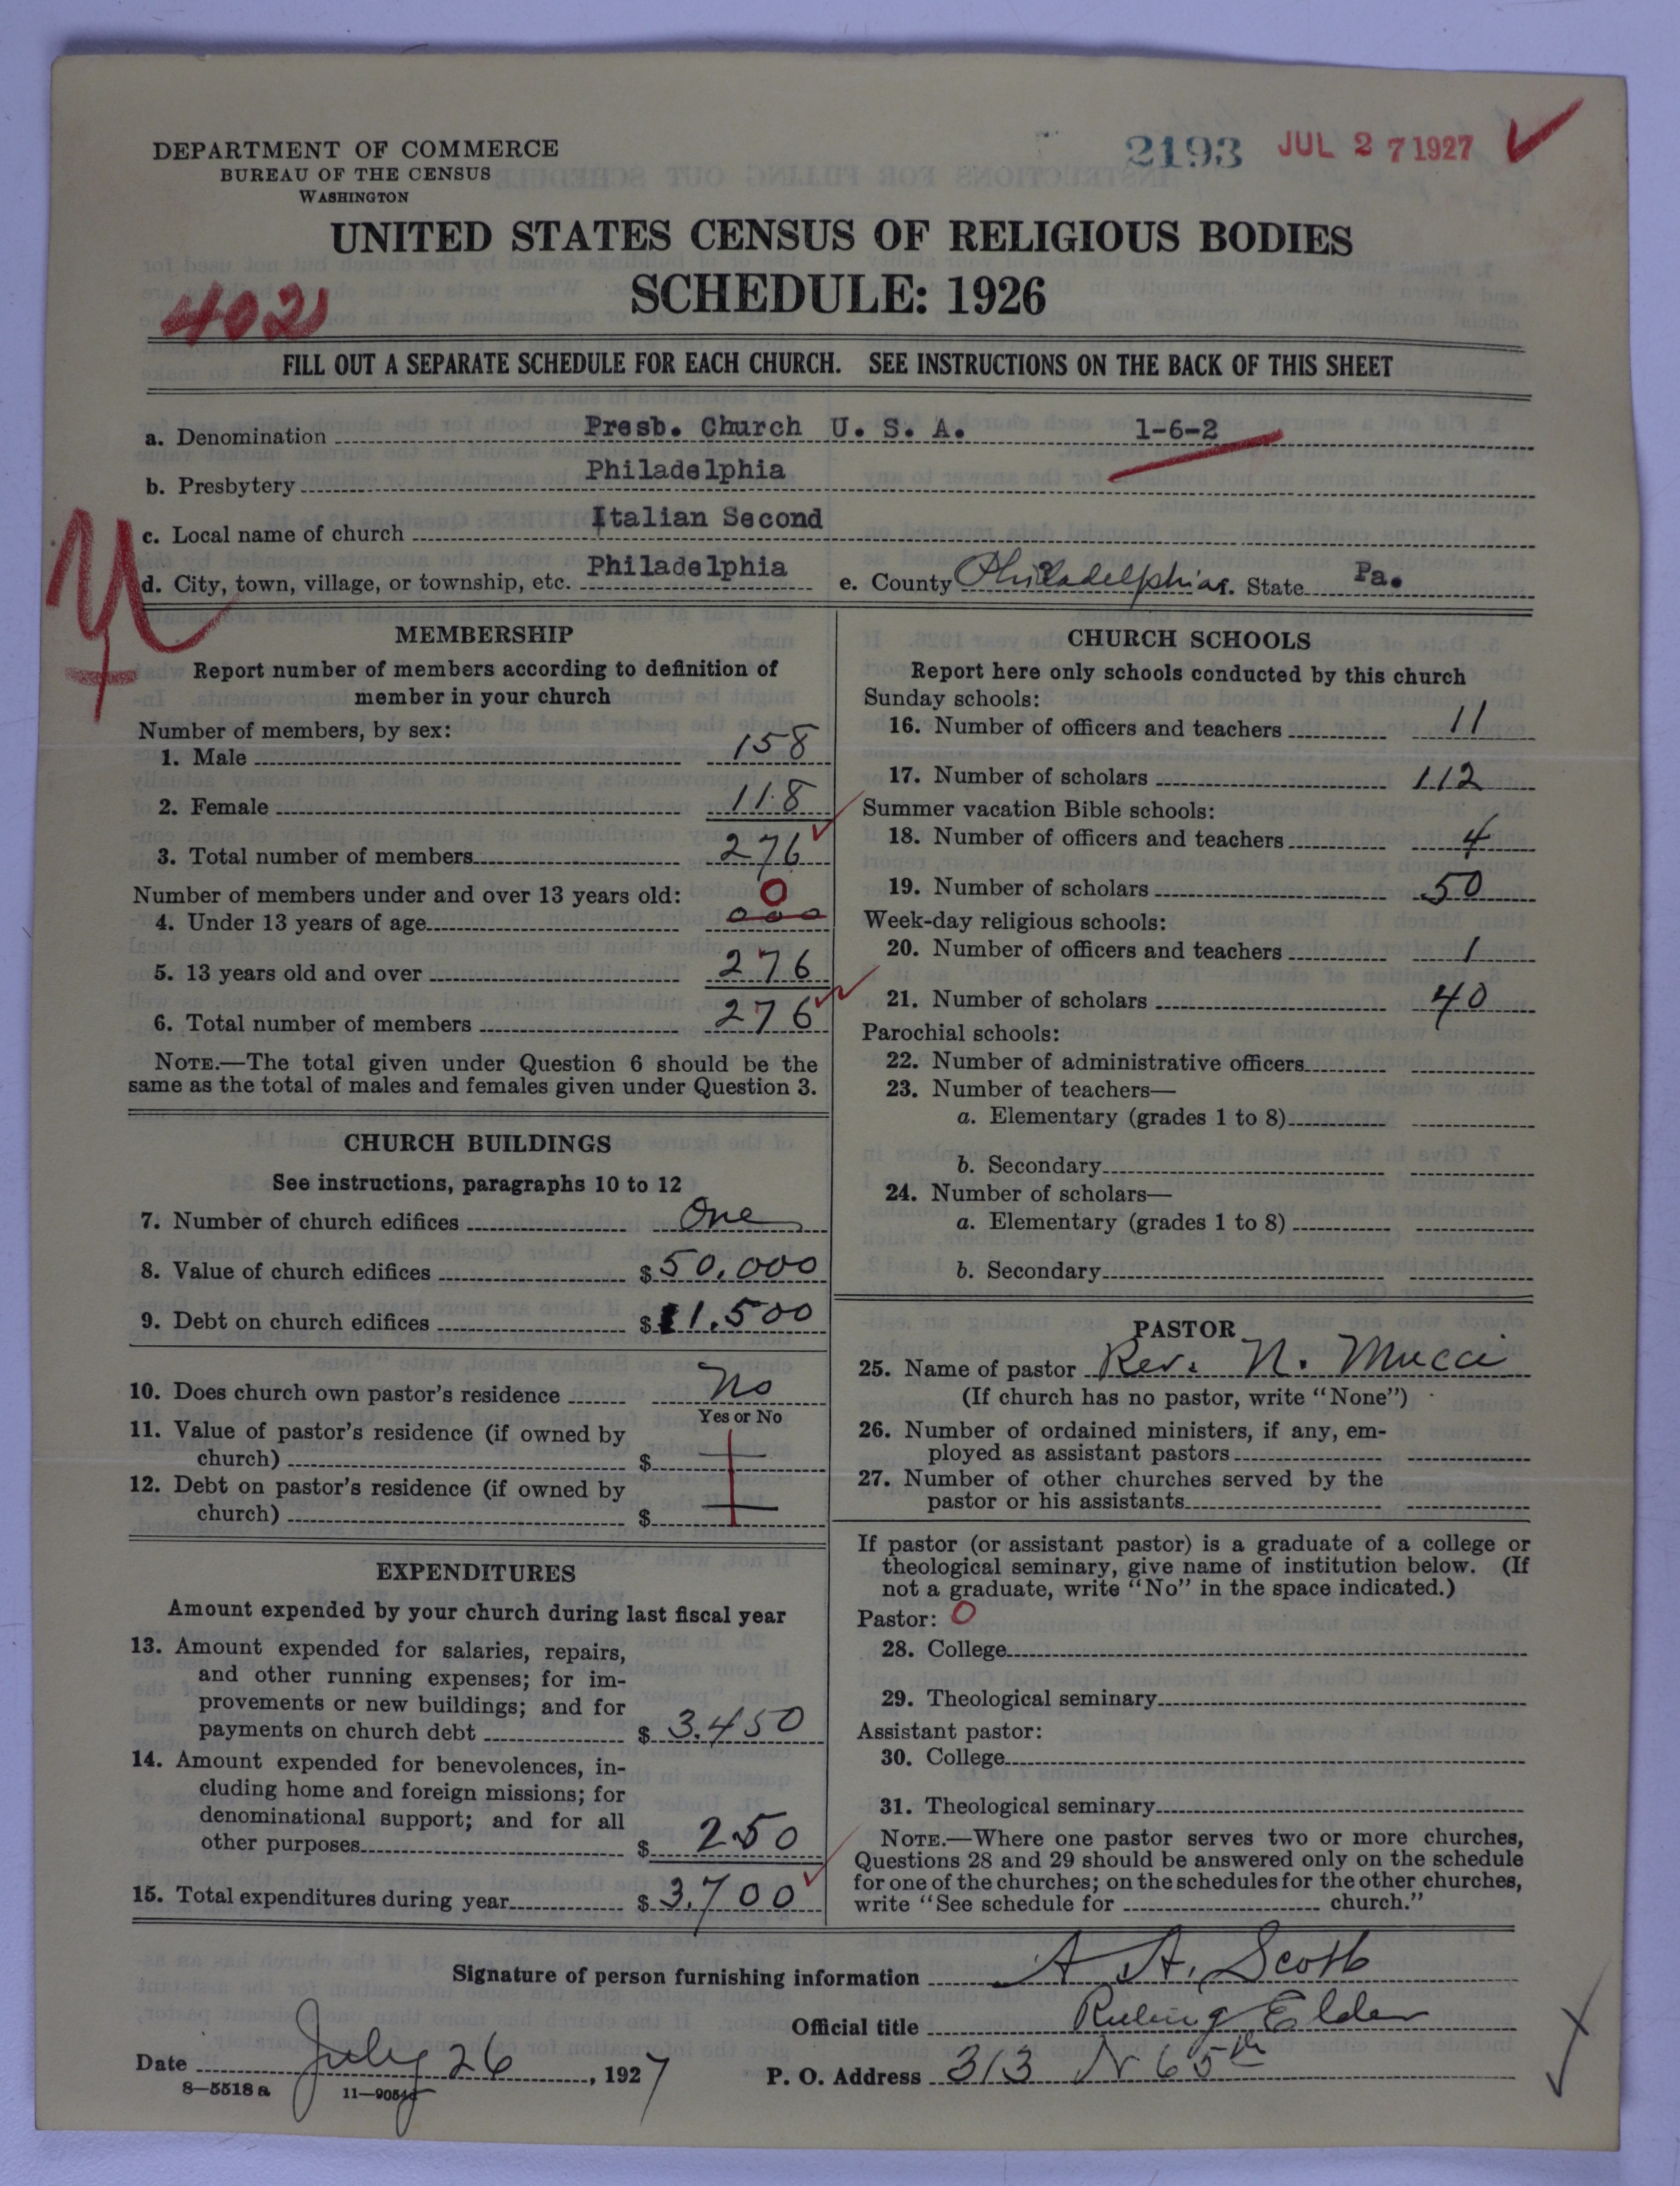 2193 JUL 27 1927
DEPARTMENT OF COMMERCE
BUREAU OF THE CENSUS
WASHINGTON
UNITED STATES CENSUS OF RELIGIOUS BODIES
SCHEDULE: 1926
402
FILL OUT A SEPARATE SCHEDULE FOR EACH CHURCH. SEE INSTRUCTIONS ON THE BACK OF THIS SHEET
a. Denomination Presb. Church U. S. A. 1-6-2
b. Presbytery Philadelphia
c. Local name of church Italian Second
d. City, town, village, or township, etc. Philadelphia e. County Philadelphia f. State Pa.
MEMBERSHIP
Report number of members according to definition of
member in your church
Number of members, by sex:
1. Male 158
2. Female 118
3. Total number of members 276
Number of members under and over 13 years old:
0
4. Under 13 years of age 000
5. 13 years old and over 276
6. Total number of members 276
NOTE.—The total given under Question 6 should be the
same as the total of males and females given under Question 3.
CHURCH BUILDINGS
See instructions, paragraphs 10 to 12
7. Number of church edifices One
8. Value of church edifices $50,000
9. Debt on church edifices $11,500
10. Does church own pastor's residence No
Yes or No
11. Value of pastor's residence (if owned by
church) $ —
12. Debt on pastor's residence (if owned by
church) $ —
EXPENDITURES
Amount expended by your church during last fiscal year
13. Amount expended for salaries, repairs,
and other running expenses; for im-
provements or new buildings; and for
payments on church debt $ 3.450
14. Amount expended for benevolences, in-
cluding home and foreign missions; for
denominational support; and for all
other purposes $ 250
15. Total expenditures during year $ 3,700
CHURCH SCHOOLS
Report here only schools conducted by this church
Sunday schools:
16. Number of officers and teachers 11
17. Number of scholars 112
Summer vacation Bible schools:
18. Number of officers and teachers 4
19. Number of scholars 50
Week-day religious schools:
20. Number of officers and teachers 1
21. Number of scholars 40
Parochial schools:
22. Number of administrative officers
23. Number of teachers—
a. Elementary (grades 1 to 8)
b. Secondary
24. Number of scholars—
a. Elementary (grades 1 to 8)
b. Secondary
PASTOR
25. Name of pastor Rev. N. Mucci
(If church has no pastor, write "None")
26. Number of ordained ministers, if any, em-
ployed as assistant pastors
27. Number of other churches served by the
pastor or his assistants
If pastor (or assistant pastor) is a graduate of a college or
theological seminary, give name of institution below. (If
not a graduate, write "No" in the space indicated.)
Pastor: 0
28. College
29. Theological seminary
Assistant pastor:
30. College
31. Theological seminary
NOTE.—Where one pastor serves two or more churches,
Questions 28 and 29 should be answered only on the schedule
for one of the churches; on the schedules for the other churches,
write "See schedule for church."
Signature of person furnishing information A. A. Scott
Official title Ruling Elder
Date July 26, 1927 P. O. Address 313 N 65th
8—5518 a 11—9054